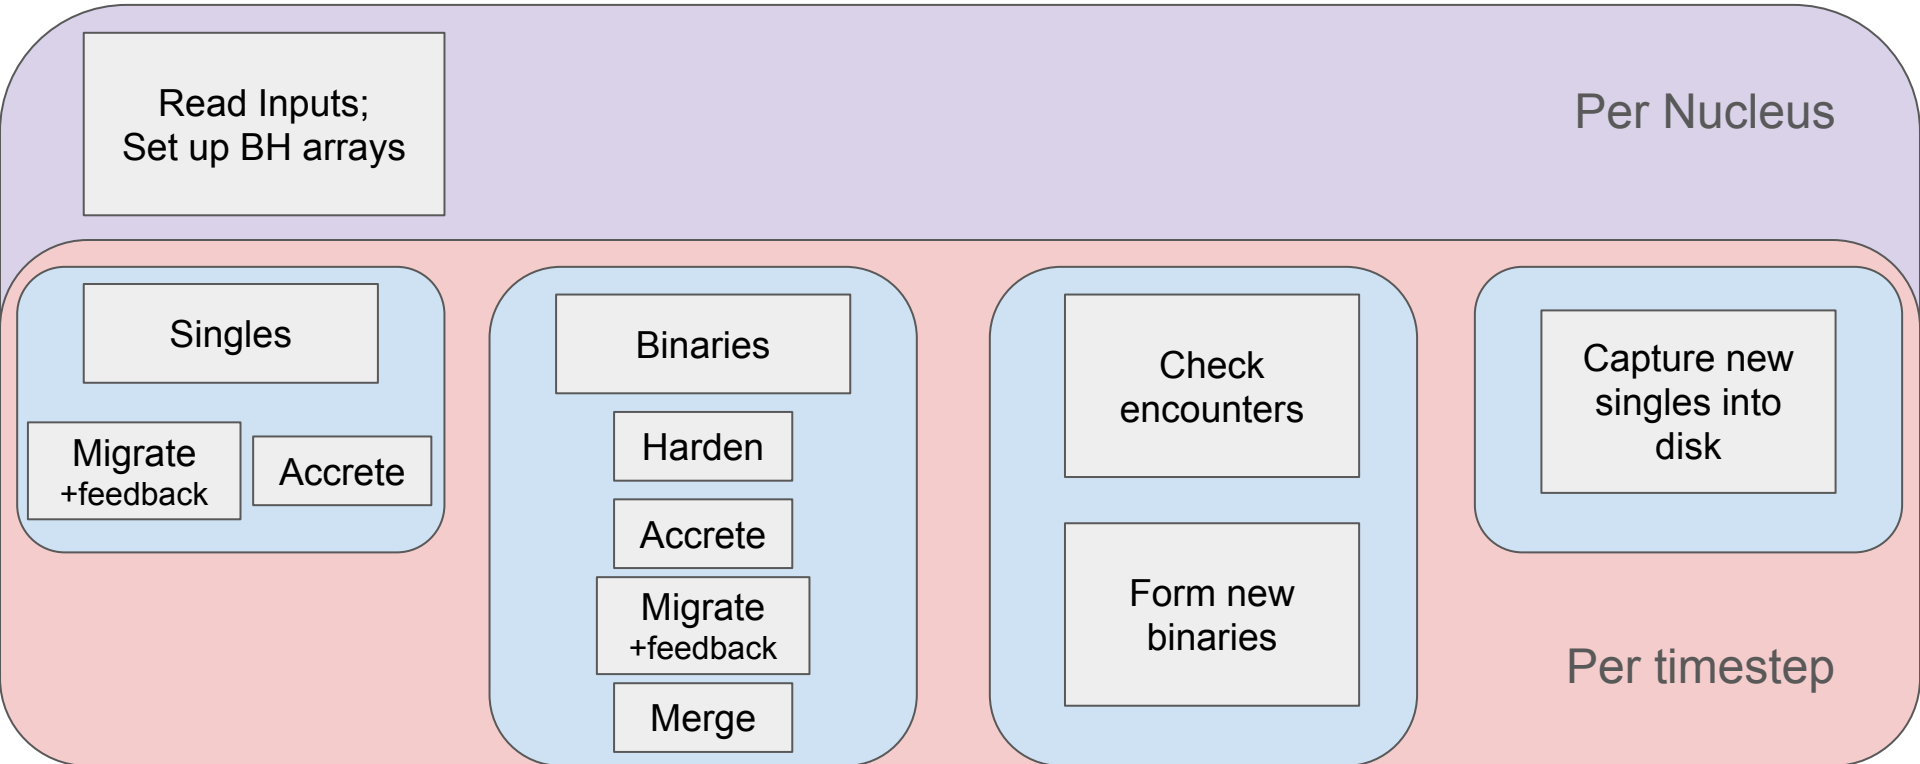 Read Inputs;
Set up BH arrays
Per Nucleus
Singles
Migrate
+feedback
Accrete
Binaries
Harden
Accrete
Migrate
+feedback
Merge
Check
encounters
Form new
binaries
Capture new
singles into
disk
Per timestep